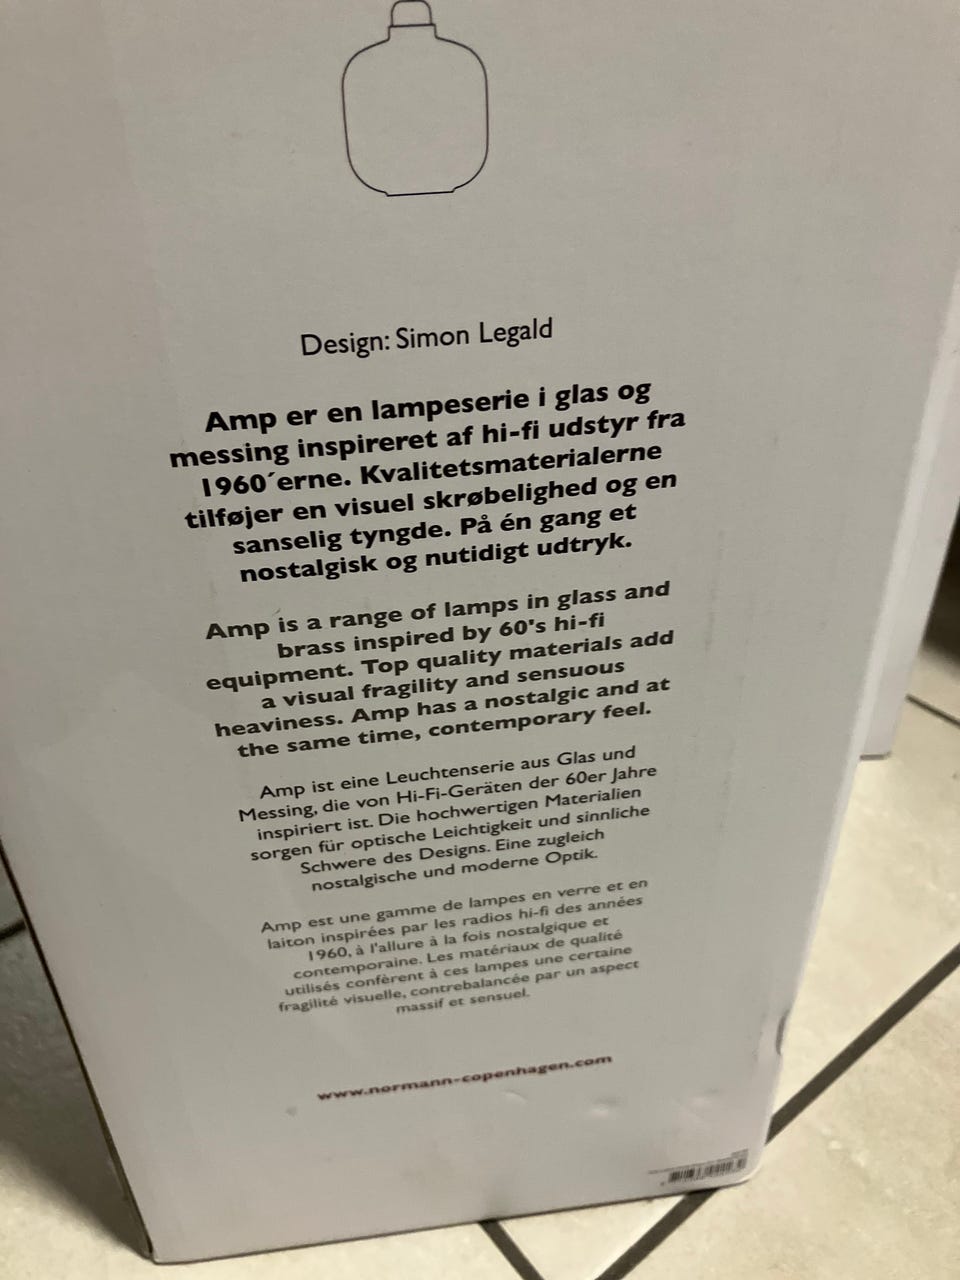 Design: Simon Legald
Amp er en lampeserie i glas og
messing inspireret af hi-fi udstyr fra
1960´erne. Kvalitetsmaterialerne
tilføjer en visuel skrøbelighed og en
sanselig tyngde. På én gang et
nostalgisk og nutidigt udtryk.
Amp is a range of lamps in glass and
brass inspired by 60's hi-fi
equipment. Top quality materials add
a visual fragility and sensuous
heaviness. Amp has a nostalgic and at
the same time, contemporary feel.
Amp ist eine Leuchtenserie aus Glas und
Messing, die von Hi-Fi-Geräten der 60er Jahre
inspiriert ist. Die hochwertigen Materialien
sorgen für optische Leichtigkeit und sinnliche
Schwere des Designs. Eine zugleich
nostalgische und moderne Optik.
Amp est une gamme de lampes en verre et en
laiton inspirées par les radios hi-fi des années
1960, à l'allure à la fois nostalgique et
contemporaine. Les matériaux de qualité
utilisés confèrent à ces lampes une certaine
fragilité visuelle, contrebalancée par un aspect
massif et sensuel.
www.normann-copenhagen.com